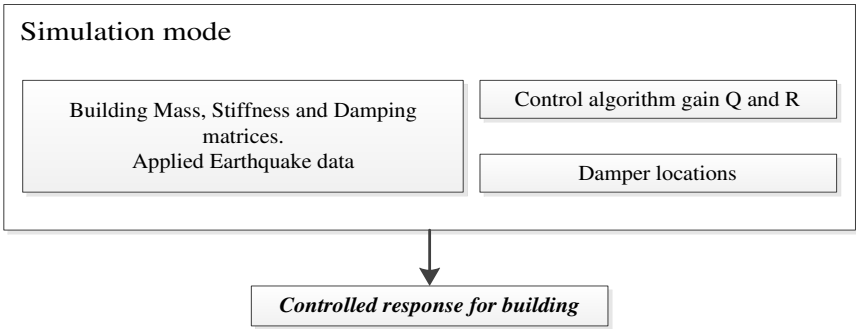 Simulation mode
Building Mass, Stiffness and Damping
matrices.
Applied Earthquake data
Control algorithm gain Q and R
Damper locations
Controlled response for building